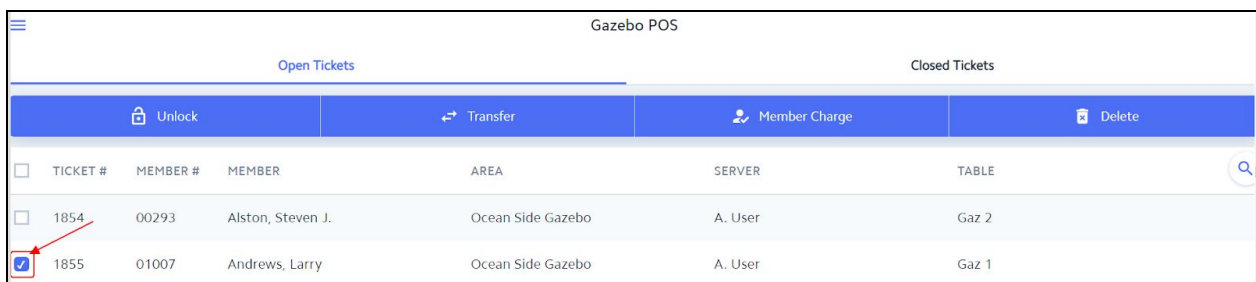 Gazebo POS
Open Tickets Closed Tickets
Unlock Transfer Member Charge Delete
TICKET # MEMBER # MEMBER AREA SERVER TABLE
1854 00293 Alston, Steven J. Ocean Side Gazebo A. User Gaz 2
1855 01007 Andrews, Larry Ocean Side Gazebo A. User Gaz 1